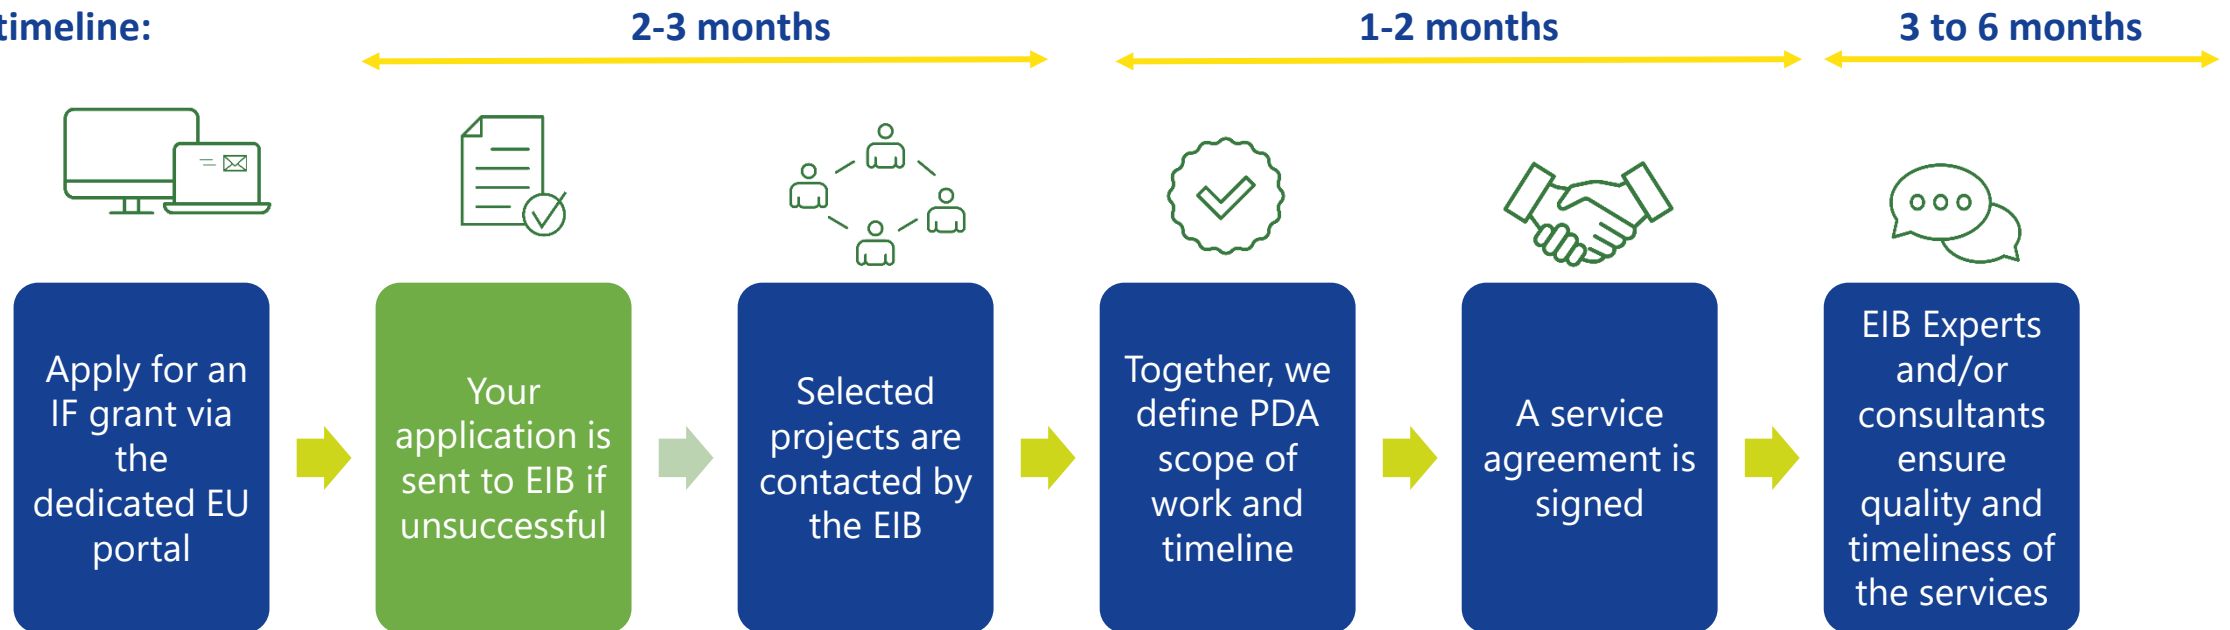 timeline:
2-3 months
1-2 months
3 to 6 months
Apply for an
IF grant via
the
dedicated EU
portal
Your
application is
sent to EIB if
unsuccessful
Selected
projects are
contacted by
the EIB
Together, we
define PDA
scope of
work and
timeline
A service
agreement is
signed
EIB Experts
and/or
consultants
ensure
quality and
timeliness of
the services